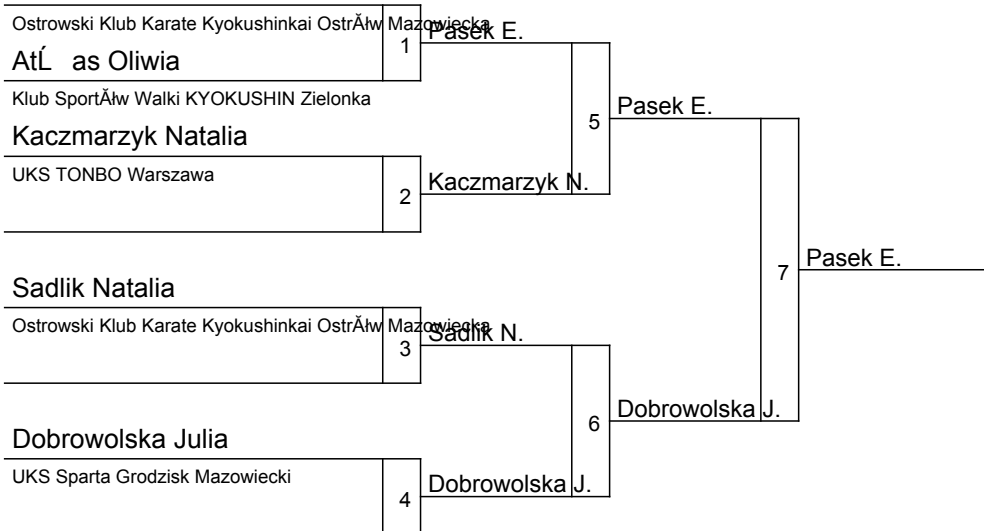 Ostrowski Klub Karate Kyokushinkai OstrĂłw Mazowiecka
1
Pasek E.
AtĹ as Oliwia
Klub SportĂłw Walki KYOKUSHIN Zielonka
5
Pasek E.
Kaczmarzyk Natalia
UKS TONBO Warszawa
2
Kaczmarzyk N.
7
Pasek E.
Sadlik Natalia
Ostrowski Klub Karate Kyokushinkai OstrĂłw Mazowiecka
3
Sadlik N.
6
Dobrowolska J.
Dobrowolska Julia
UKS Sparta Grodzisk Mazowiecki
4
Dobrowolska J.